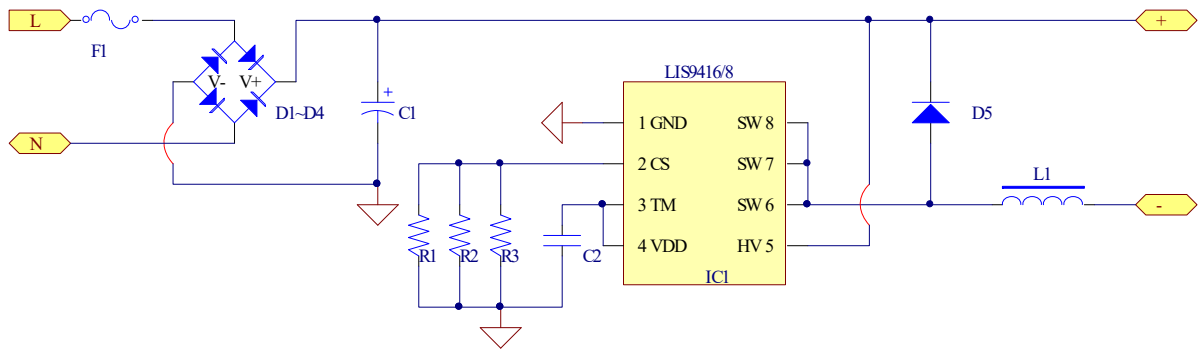 L
F1
N
V-
V+
D1~D4
+
C1
LIS9416/8
1 GND
2 CS
3 TM
4 VDD
SW 8
SW 7
SW 6
HV 5
IC1
R1
R2
R3
C2
D5
L1
+
-